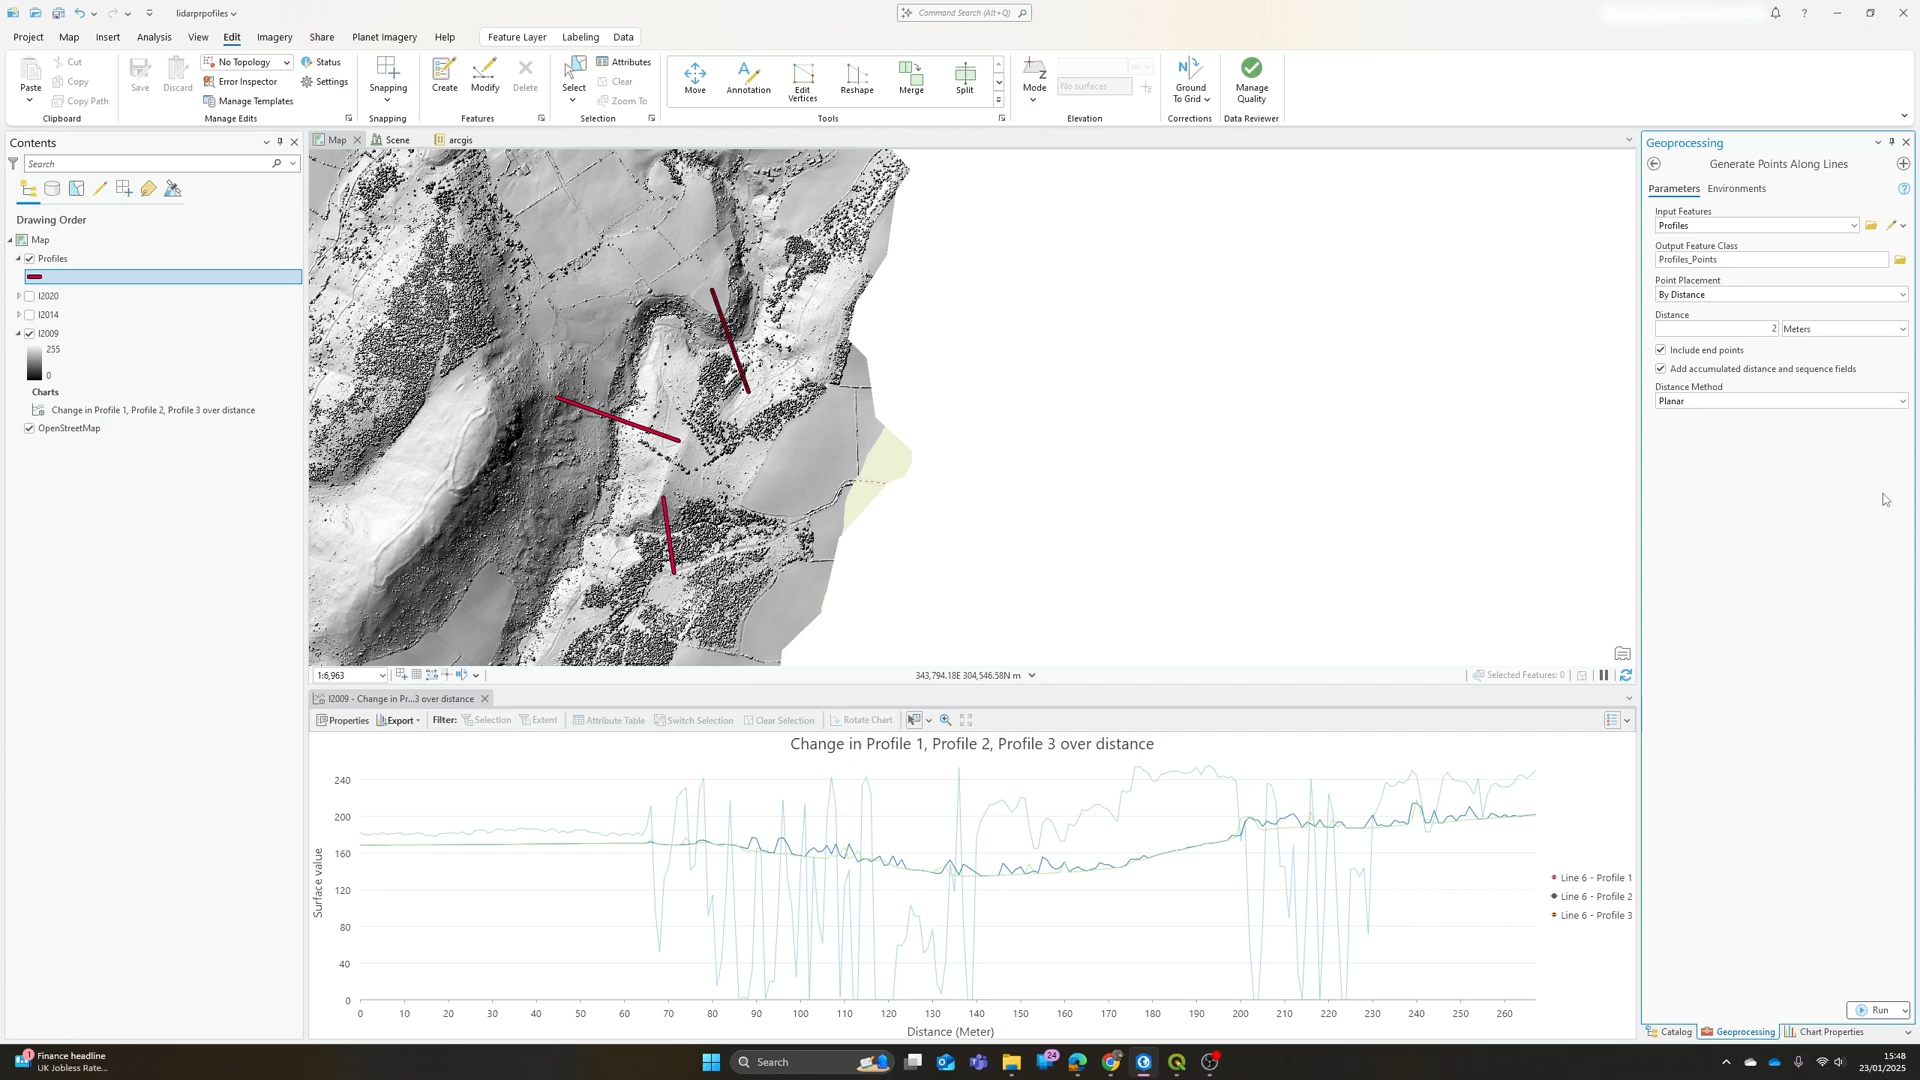 lidarprpofiles
Command Search (Alt+Q)
Project Map Insert Analysis View Edit Imagery Share Planet Imagery Help Feature Layer Labeling Data
Paste
Cut
Copy
Copy Path
Clipboard
Save
Discard
No Topology
Error Inspector
Manage Templates
Status
Settings
Manage Edits
Snapping
Snapping
Create
Modify
Delete
Features
Select
Attributes
Clear
Zoom To
Selection
Move
Annotation
Edit
Vertices
Reshape
Merge
Split
Tools
Mode
No surfaces
Elevation
Ground
To Grid
Corrections
Manage
Quality
Data Reviewer
Contents
Search
Drawing Order
Map
Profiles
I2020
I2014
I2009
255
0
Charts
Change in Profile 1, Profile 2, Profile 3 over distance
OpenStreetMap
Map
Scene
arcgis
1:6,963
343,794.18E 304,546.58N m
Selected Features: 0
I2009 - Change in Pr...3 over distance
Properties
Export
Filter:
Selection
Extent
Attribute Table
Switch Selection
Clear Selection
Rotate Chart
Change in Profile 1, Profile 2, Profile 3 over distance
Surface value
240
200
160
120
80
40
0
0 10 20 30 40 50 60 70 80 90 100 110 120 130 140 150 160 170 180 190 200 210 220 230 240 250 260
Distance (Meter)
Line 6 - Profile 1
Line 6 - Profile 2
Line 6 - Profile 3
Geoprocessing
Generate Points Along Lines
Parameters Environments
Input Features
Profiles
Output Feature Class
Profiles_Points
Point Placement
By Distance
Distance
2 Meters
Include end points
Add accumulated distance and sequence fields
Distance Method
Planar
Run
Catalog Geoprocessing Chart Properties
1
Finance headline
UK Jobless Rate...
Search
24
15:48
23/01/2025